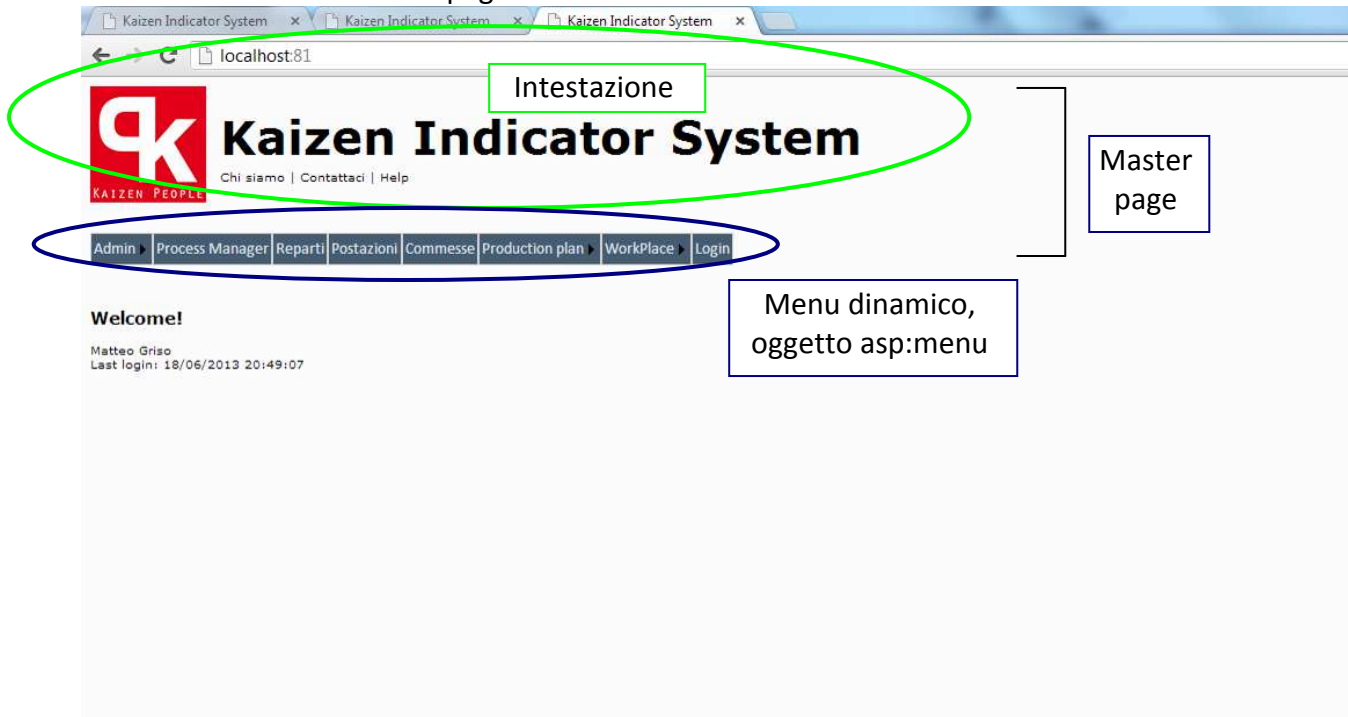 Kaizen Indicator System
Kaizen Indicator System
Kaizen Indicator System
localhost:81
Intestazione
KAIZEN PEOPLE
Kaizen Indicator System
Chi siamo | Contattaci | Help
Master
page
Admin
Process Manager
Reparti
Postazioni
Commesse
Production plan
WorkPlace
Login
Menu dinamico,
oggetto asp:menu
Welcome!
Matteo Griso
Last login: 18/06/2013 20:49:07